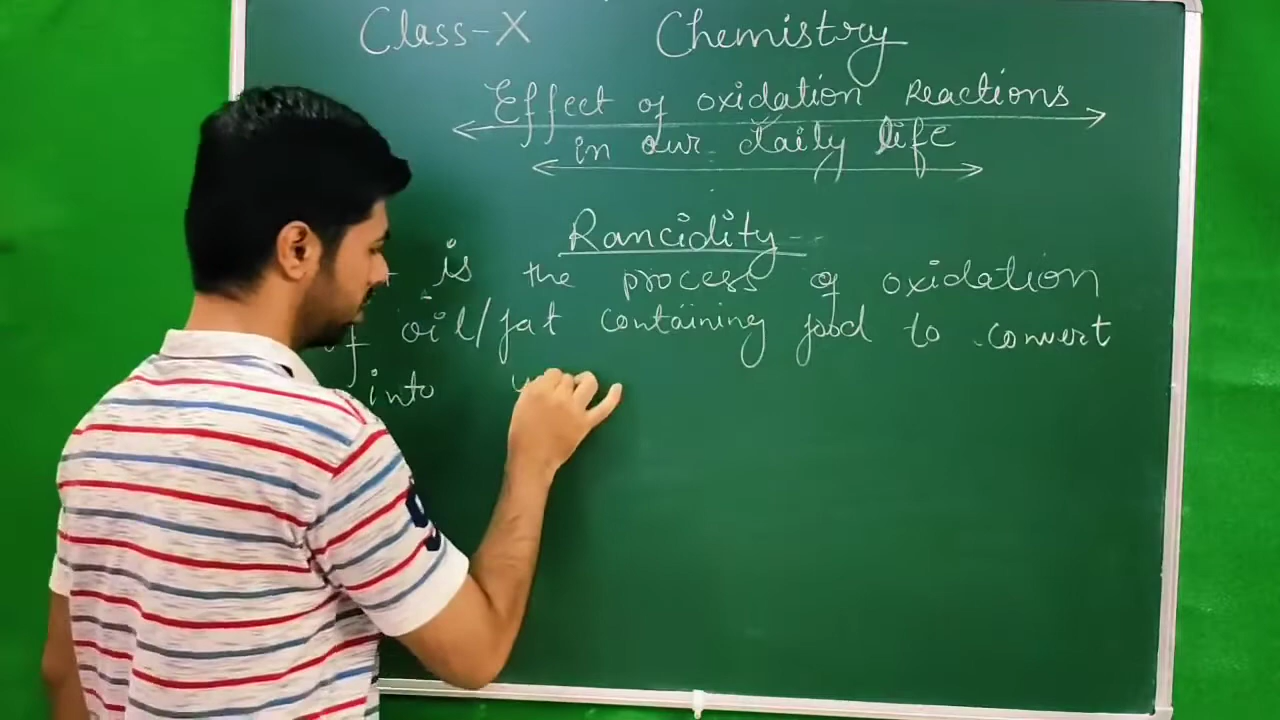 Class-X Chemistry
Effect of oxidation Reactions
in our daily life
Rancidity
is the process of oxidation
of oil/fat containing food to convert
into